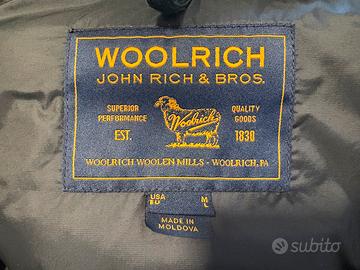 WOOLRICH
JOHN RICH & BROS.
SUPERIOR
PERFORMANCE
QUALITY
GOODS
Woolrich
EST.
1830
WOOLRICH WOOLEN MILLS - WOOLRICH, PA
USA M
EU L
MADE IN
MOLDOVA
subito